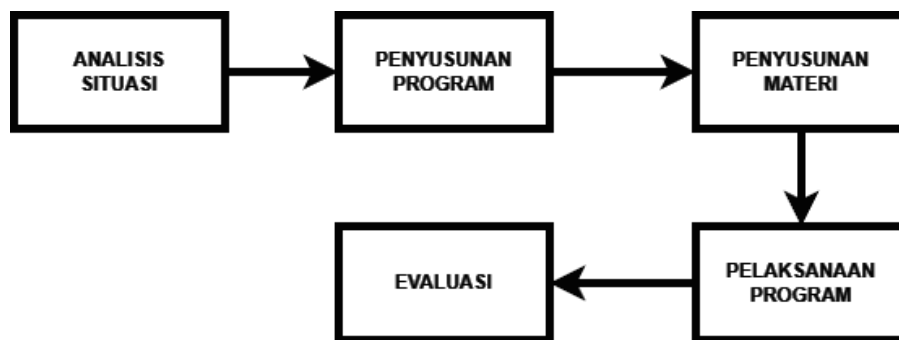 ANALISIS
SITUASI
PENYUSUNAN
PROGRAM
PENYUSUNAN
MATERI
PELAKSANAAN
PROGRAM
EVALUASI